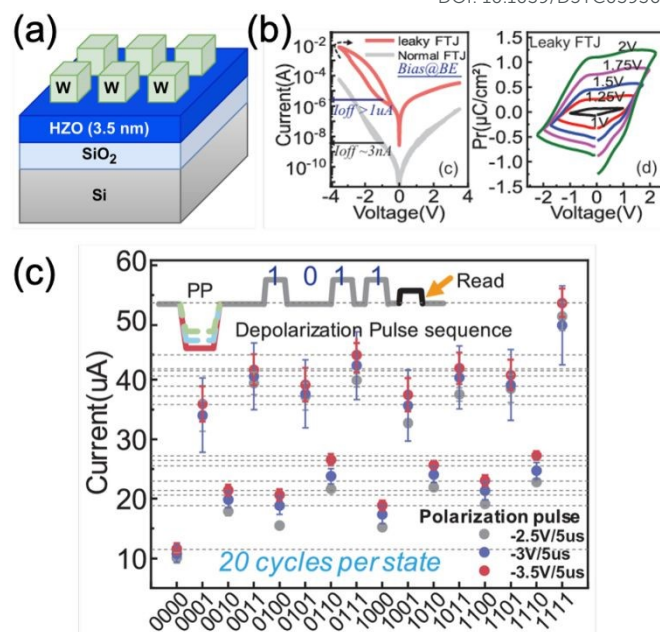 DOI: 10.1039/D5TC03930
(a)
W W W
W W W
HZO (3.5 nm)
SiO2
Si
(b)
Current(A)
10-2
10-4
10-6
10-8
10-10
leaky FTJ
Normal FTJ
Bias@BE
Ioff >1uA
Ioff ~3nA
(c)
-4 -2 0 2 4
Voltage(V)
Pr(μC/cm²)
1.5
1.0
0.5
0.0
-0.5
-1.0
-1.5
Leaky FTJ
2V
1.75V
1.5V
1.25V
1V
(d)
-2 -1 0 1 2
Voltage(V)
(c)
Current(uA)
60
50
40
30
20
10
PP
1 0 1 1
Read
Depolarization Pulse sequence
Polarization pulse
-2.5V/5us
-3V/5us
-3.5V/5us
20 cycles per state
0000 0001 0010 0011 0100 0101 0110 0111 1000 1001 1010 1011 1100 1101 1110 1111